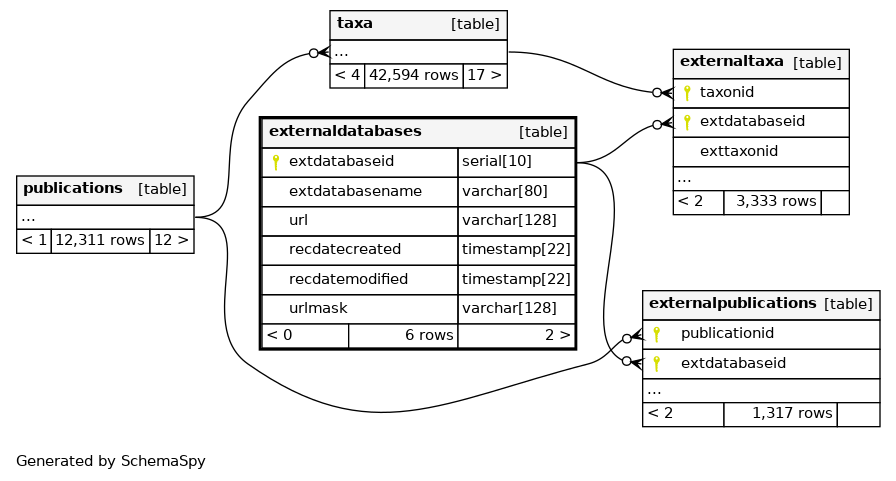 taxa [table]
...
< 4 42,594 rows 17 >
externaltaxa [table]
taxonid
extdatabaseid
exttaxonid
...
< 2 3,333 rows
externaldatabases [table]
extdatabaseid serial[10]
extdatabasename varchar[80]
url varchar[128]
recdatecreated timestamp[22]
recdatemodified timestamp[22]
urlmask varchar[128]
< 0 6 rows 2 >
publications [table]
...
< 1 12,311 rows 12 >
externalpublications [table]
publicationid
extdatabaseid
...
< 2 1,317 rows
Generated by SchemaSpy